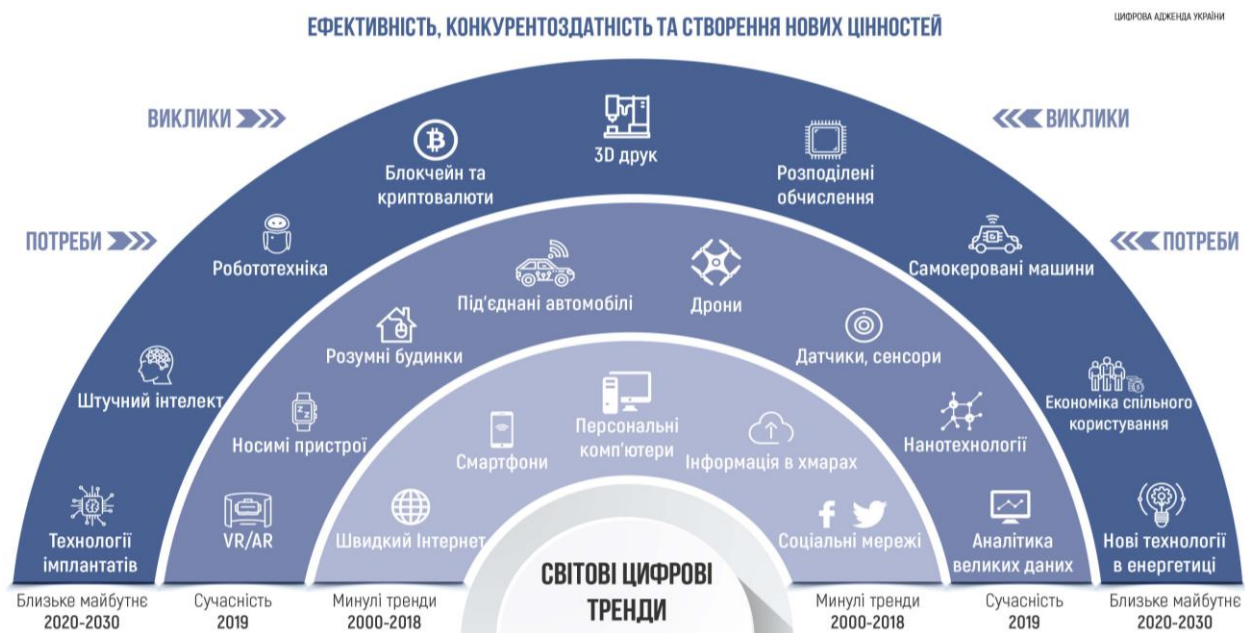 ЦИФРОВА АДЖЕНДА УКРАЇНИ
ЕФЕКТИВНІСТЬ, КОНКУРЕНТОЗДАТНІСТЬ ТА СТВОРЕННЯ НОВИХ ЦІННОСТЕЙ
ВИКЛИКИ
ВИКЛИКИ
ПОТРЕБИ
ПОТРЕБИ
Технології
імплантатів
Штучний інтелект
Робототехніка
Блокчейн та
криптовалюти
3D друк
Розподілені
обчислення
Самокеровані машини
Економіка спільного
користування
Нові технології
в енергетиці
VR/AR
Носимі пристрої
Розумні будинки
Під'єднані автомобілі
Дрони
Датчики, сенсори
Нанотехнології
Аналітика
великих даних
Швидкий Інтернет
Смартфони
Персональні
комп'ютери
Інформація в хмарах
Соціальні мережі
СВІТОВІ ЦИФРОВІ
ТРЕНДИ
Близьке майбутнє
2020-2030
Сучасність
2019
Минулі тренди
2000-2018
Минулі тренди
2000-2018
Сучасність
2019
Близьке майбутнє
2020-2030